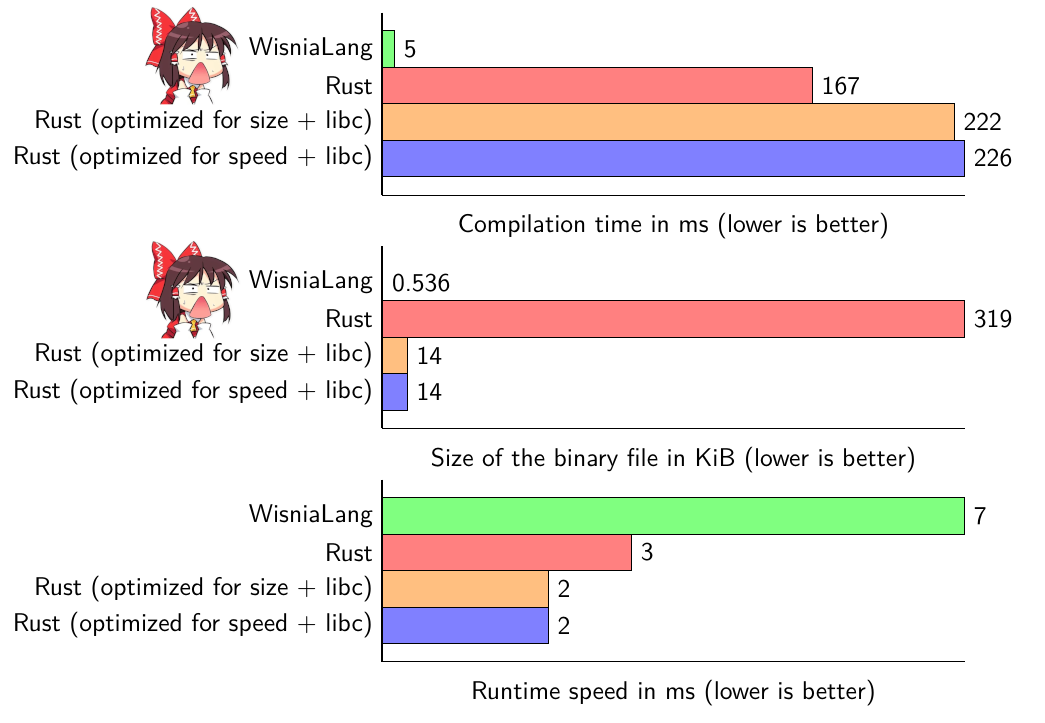 WisniaLang 5
Rust 167
Rust (optimized for size + libc) 222
Rust (optimized for speed + libc) 226
Compilation time in ms (lower is better)
WisniaLang 0.536
Rust 319
Rust (optimized for size + libc) 14
Rust (optimized for speed + libc) 14
Size of the binary file in KiB (lower is better)
WisniaLang 7
Rust 3
Rust (optimized for size + libc) 2
Rust (optimized for speed + libc) 2
Runtime speed in ms (lower is better)